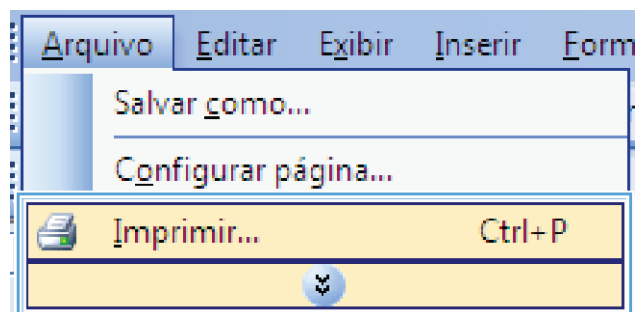 Arquivo Editar Exibir Inserir Form
Salvar como...
Configurar página...
Imprimir... Ctrl+P